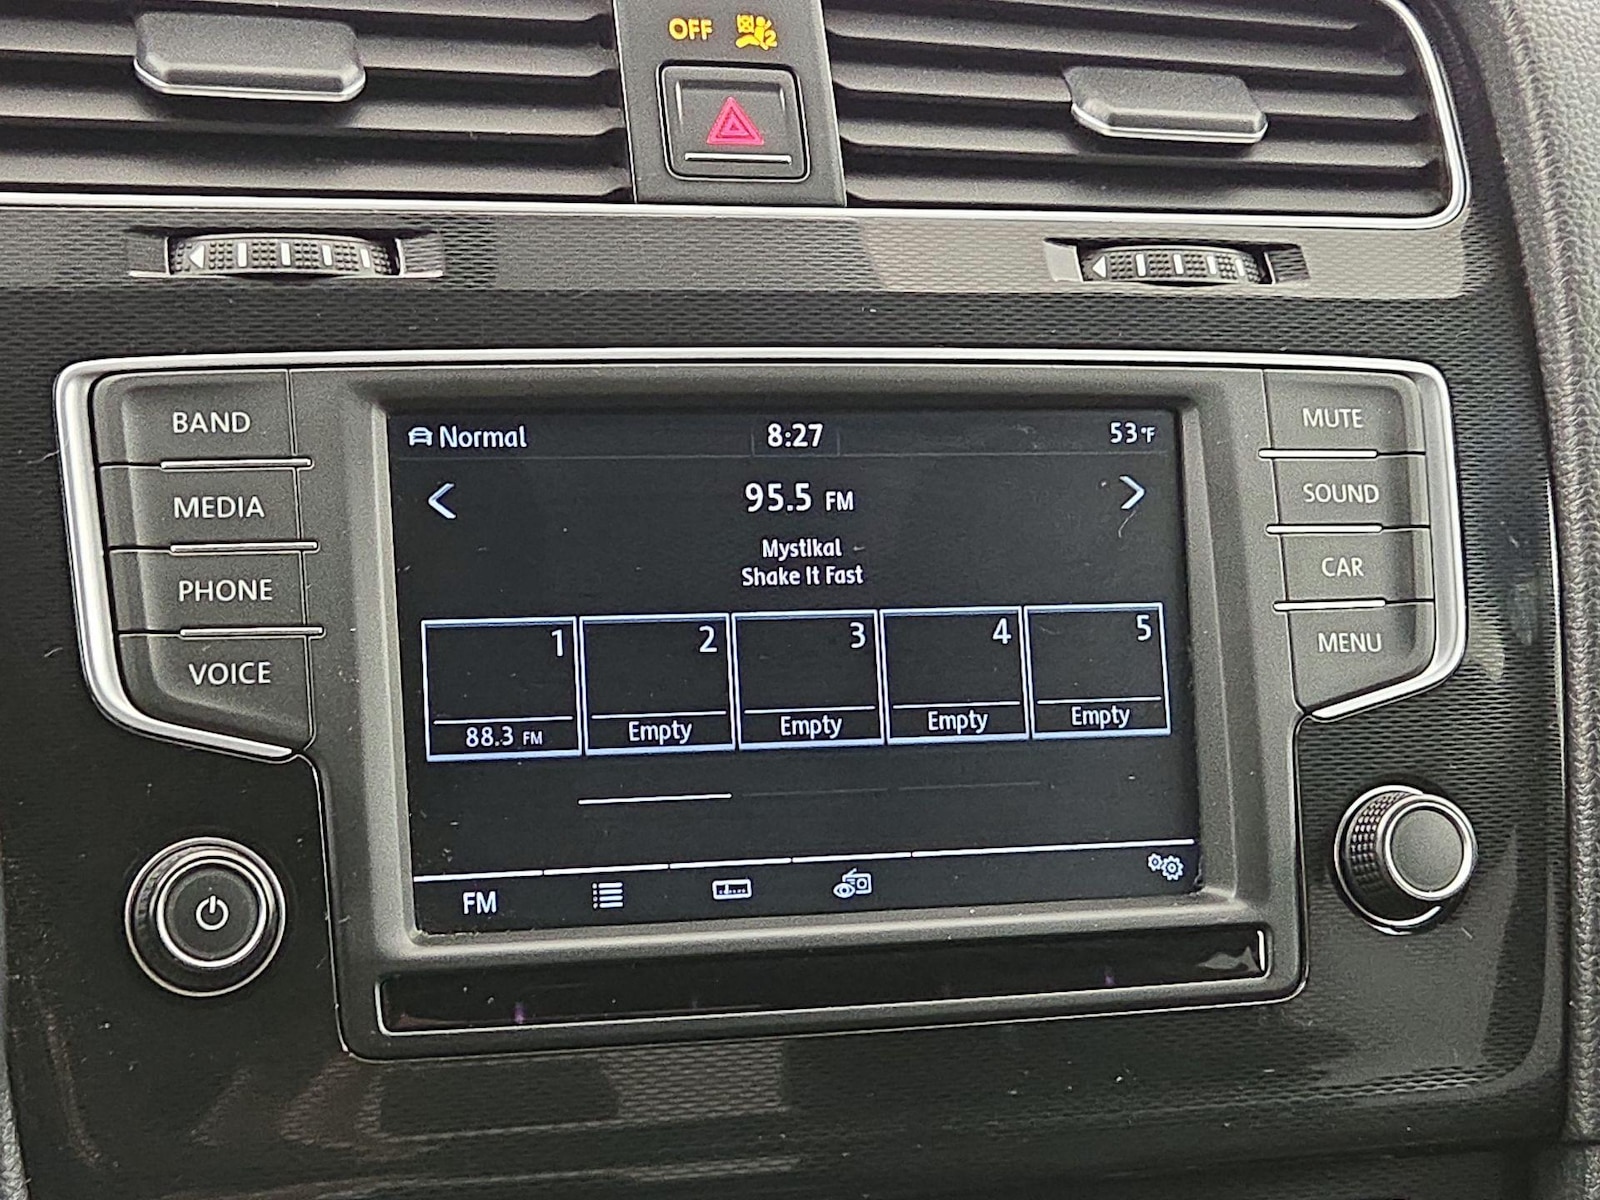 OFF
BAND
MEDIA
PHONE
VOICE
Normal 8:27 53°F
95.5 FM
Mystikal
Shake It Fast
1 2 3 4 5
88.3 FM Empty Empty Empty Empty
FM
MUTE
SOUND
CAR
MENU